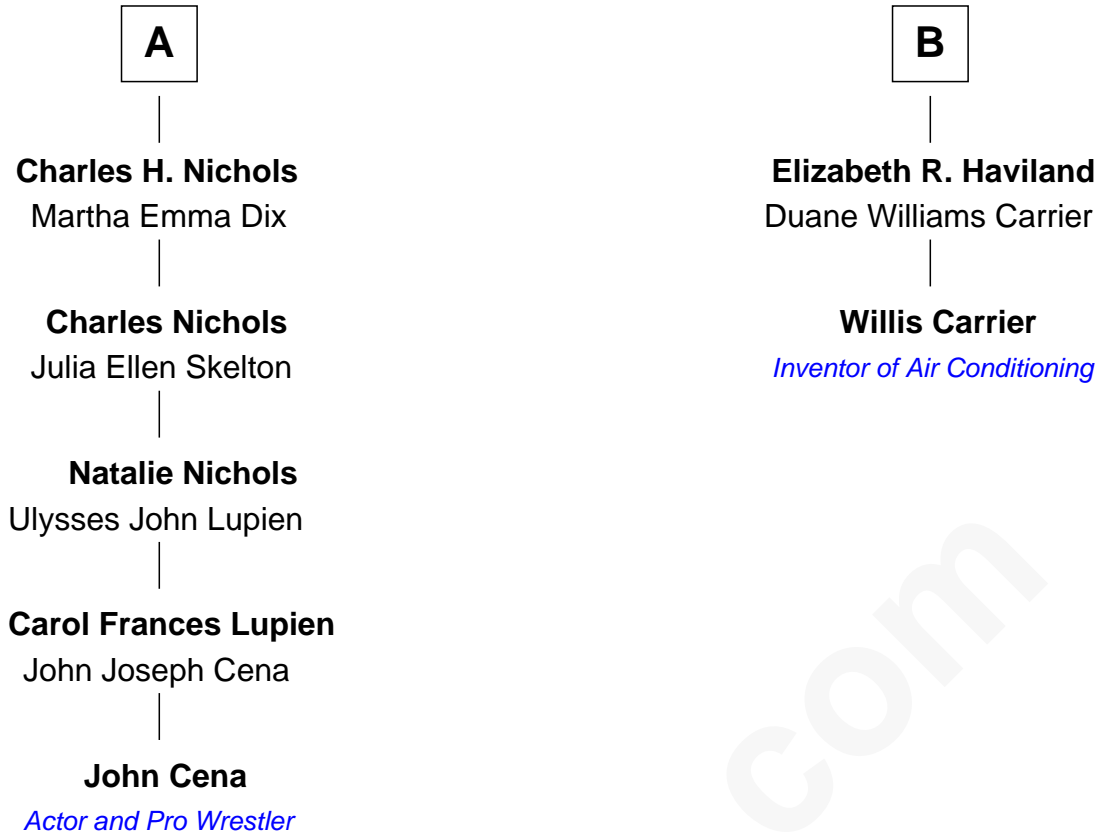 A
Charles H. Nichols
Martha Emma Dix
Charles Nichols
Julia Ellen Skelton
Natalie Nichols
Ulysses John Lupien
Carol Frances Lupien
John Joseph Cena
John Cena
Actor and Pro Wrestler
B
Elizabeth R. Haviland
Duane Williams Carrier
Willis Carrier
Inventor of Air Conditioning
com